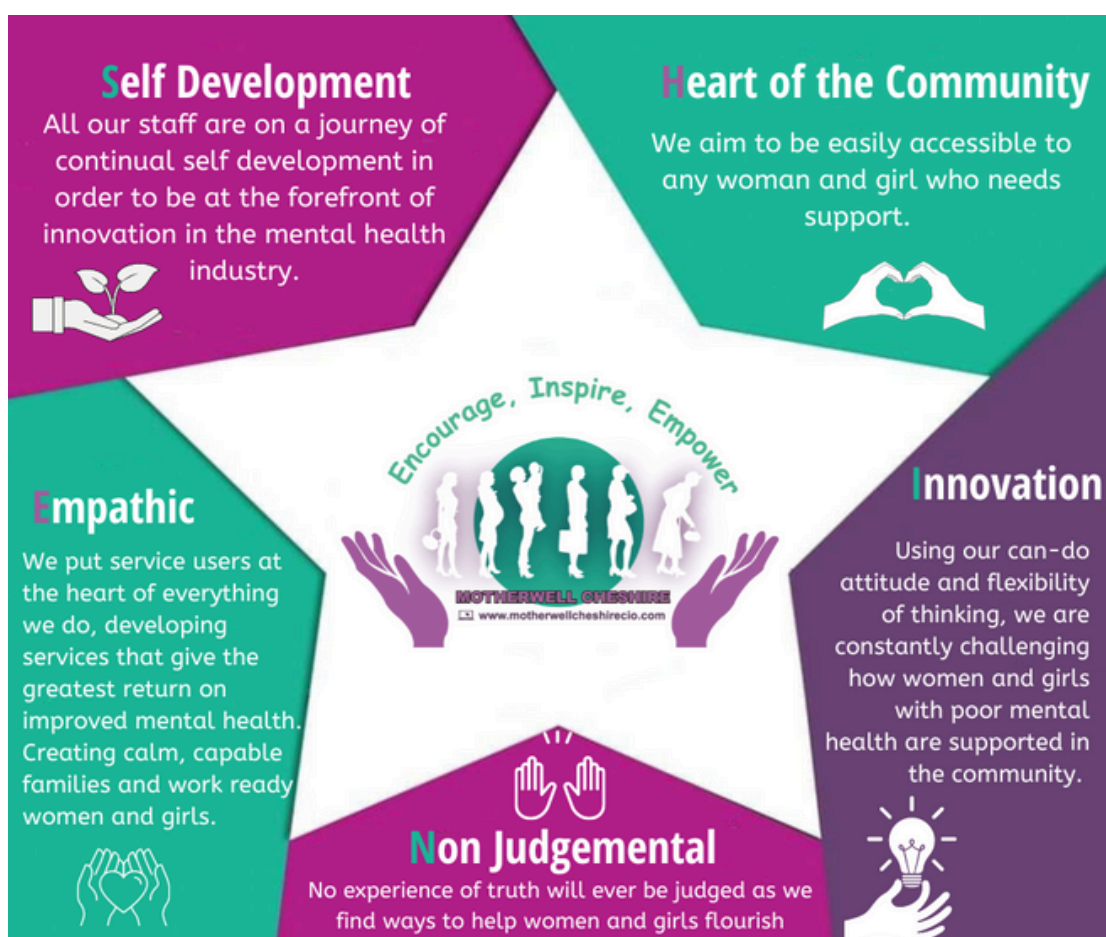 Self Development
All our staff are on a journey of
continual self development in
order to be at the forefront of
innovation in the mental health
industry.
Heart of the Community
We aim to be easily accessible to
any woman and girl who needs
support.
Encourage, Inspire, Empower
MOTHERWELL CHESHIRE
www.motherwellcheshirecio.com
Empathic
We put service users at
the heart of everything
we do, developing
services that give the
greatest return on
improved mental health.
Creating calm, capable
families and work ready
women and girls.
Innovation
Using our can-do
attitude and flexibility
of thinking, we are
constantly challenging
how women and girls
with poor mental
health are supported in
the community.
Non Judgemental
No experience of truth will ever be judged as we
find ways to help women and girls flourish